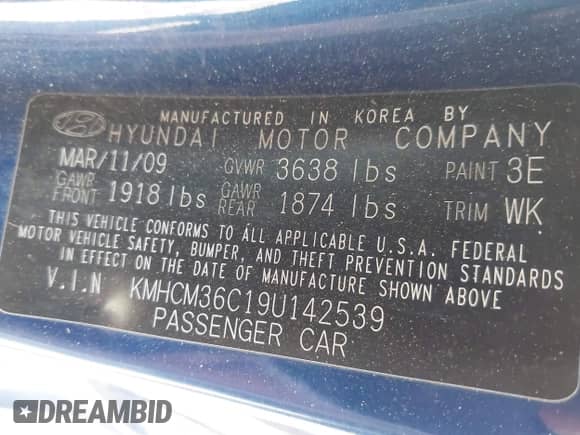 MANUFACTURED IN KOREA BY
HYUNDAI MOTOR COMPANY
MAR/11/09 GVWR 3638 lbs PAINT 3E
GAWR FRONT 1918 lbs GAWR REAR 1874 lbs TRIM WK
THIS VEHICLE CONFORMS TO ALL APPLICABLE U.S.A. FEDERAL
MOTOR VEHICLE SAFETY, BUMPER, AND THEFT PREVENTION STANDARDS
IN EFFECT ON THE DATE OF MANUFACTURE SHOWN ABOVE
V.I.N KMHCM36C19U142539
PASSENGER CAR
DREAMBID